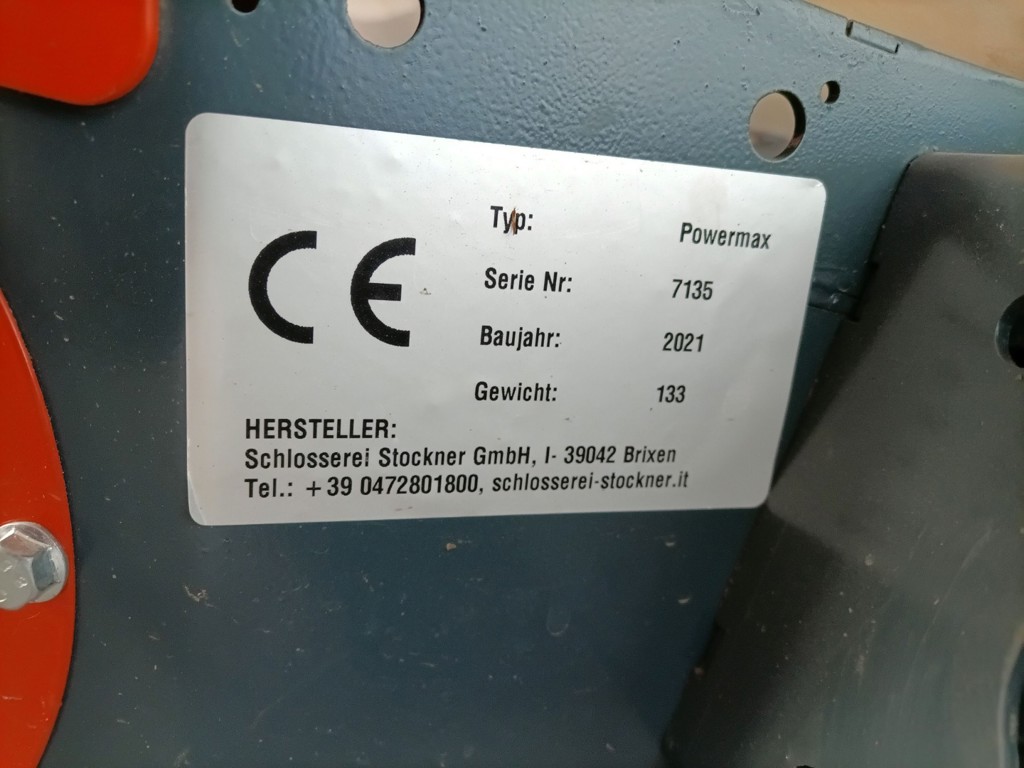 CE
Typ: Powermax
Serie Nr: 7135
Baujahr: 2021
Gewicht: 133
HERSTELLER:
Schlosserei Stockner GmbH, I- 39042 Brixen
Tel.: +39 0472801800, schlosserei-stockner.it